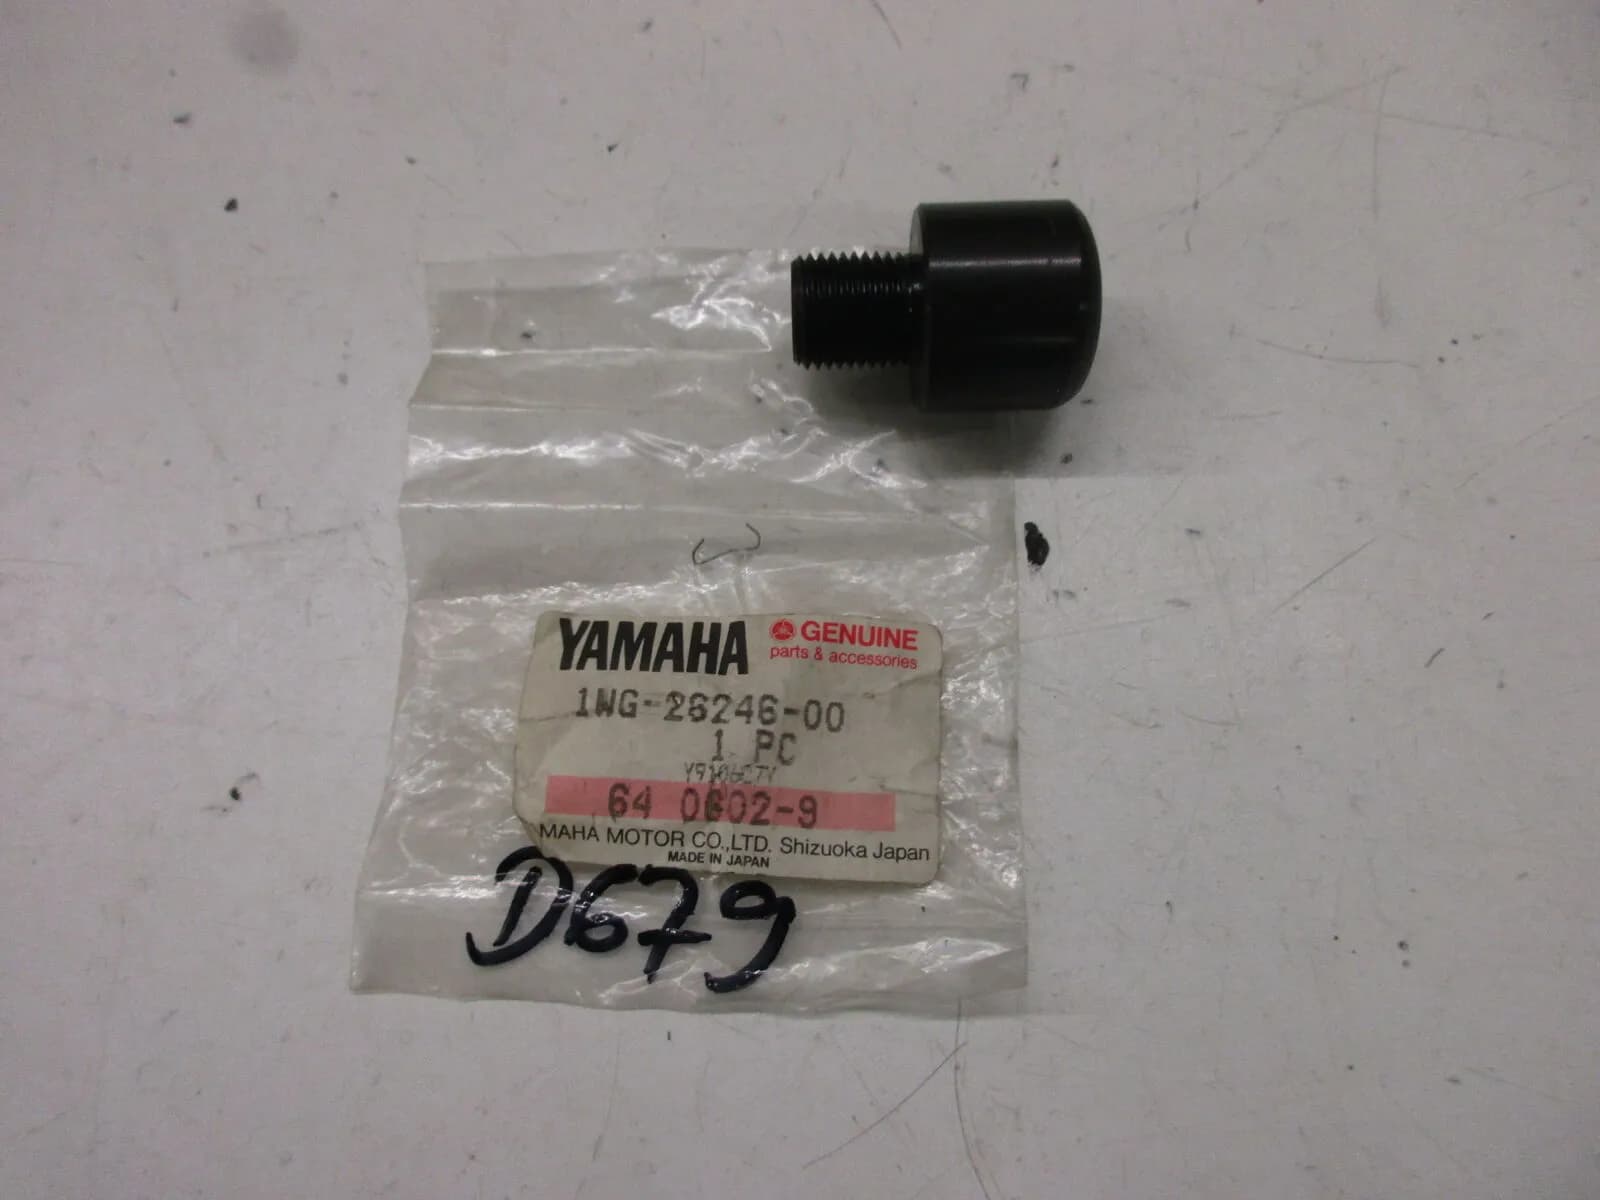 YAMAHA GENUINE
parts & accessories
1WG-26246-00
1 PC
64 0602-9
MAHA MOTOR CO.,LTD. Shizuoka Japan
MADE IN JAPAN
D679